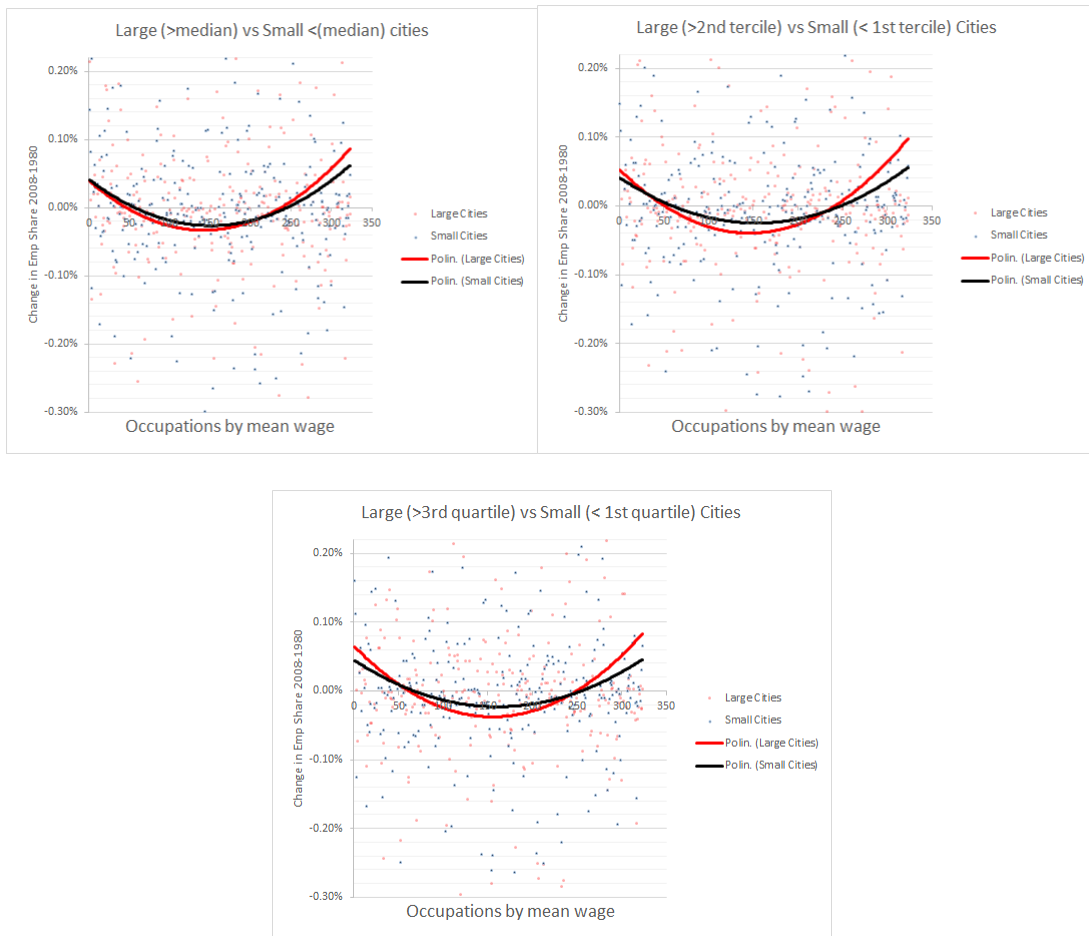 Large (>median) vs Small <(median) cities
0.20%
0.10%
0.00%
-0.10%
-0.20%
-0.30%
0 50 100 150 200 250 300 350
Change in Emp Share 2008-1980
Occupations by mean wage
Large Cities
Small Cities
Polin. (Large Cities)
Polin. (Small Cities)
Large (>2nd tercile) vs Small (< 1st tercile) Cities
0.20%
0.10%
0.00%
-0.10%
-0.20%
-0.30%
0 50 100 150 200 250 300 350
Change in Emp Share 2008-1980
Occupations by mean wage
Large Cities
Small Cities
Polin. (Large Cities)
Polin. (Small Cities)
Large (>3rd quartile) vs Small (< 1st quartile) Cities
0.20%
0.10%
0.00%
-0.10%
-0.20%
-0.30%
0 50 100 150 200 250 300 350
Change in Emp Share 2008-1980
Occupations by mean wage
Large Cities
Small Cities
Polin. (Large Cities)
Polin. (Small Cities)